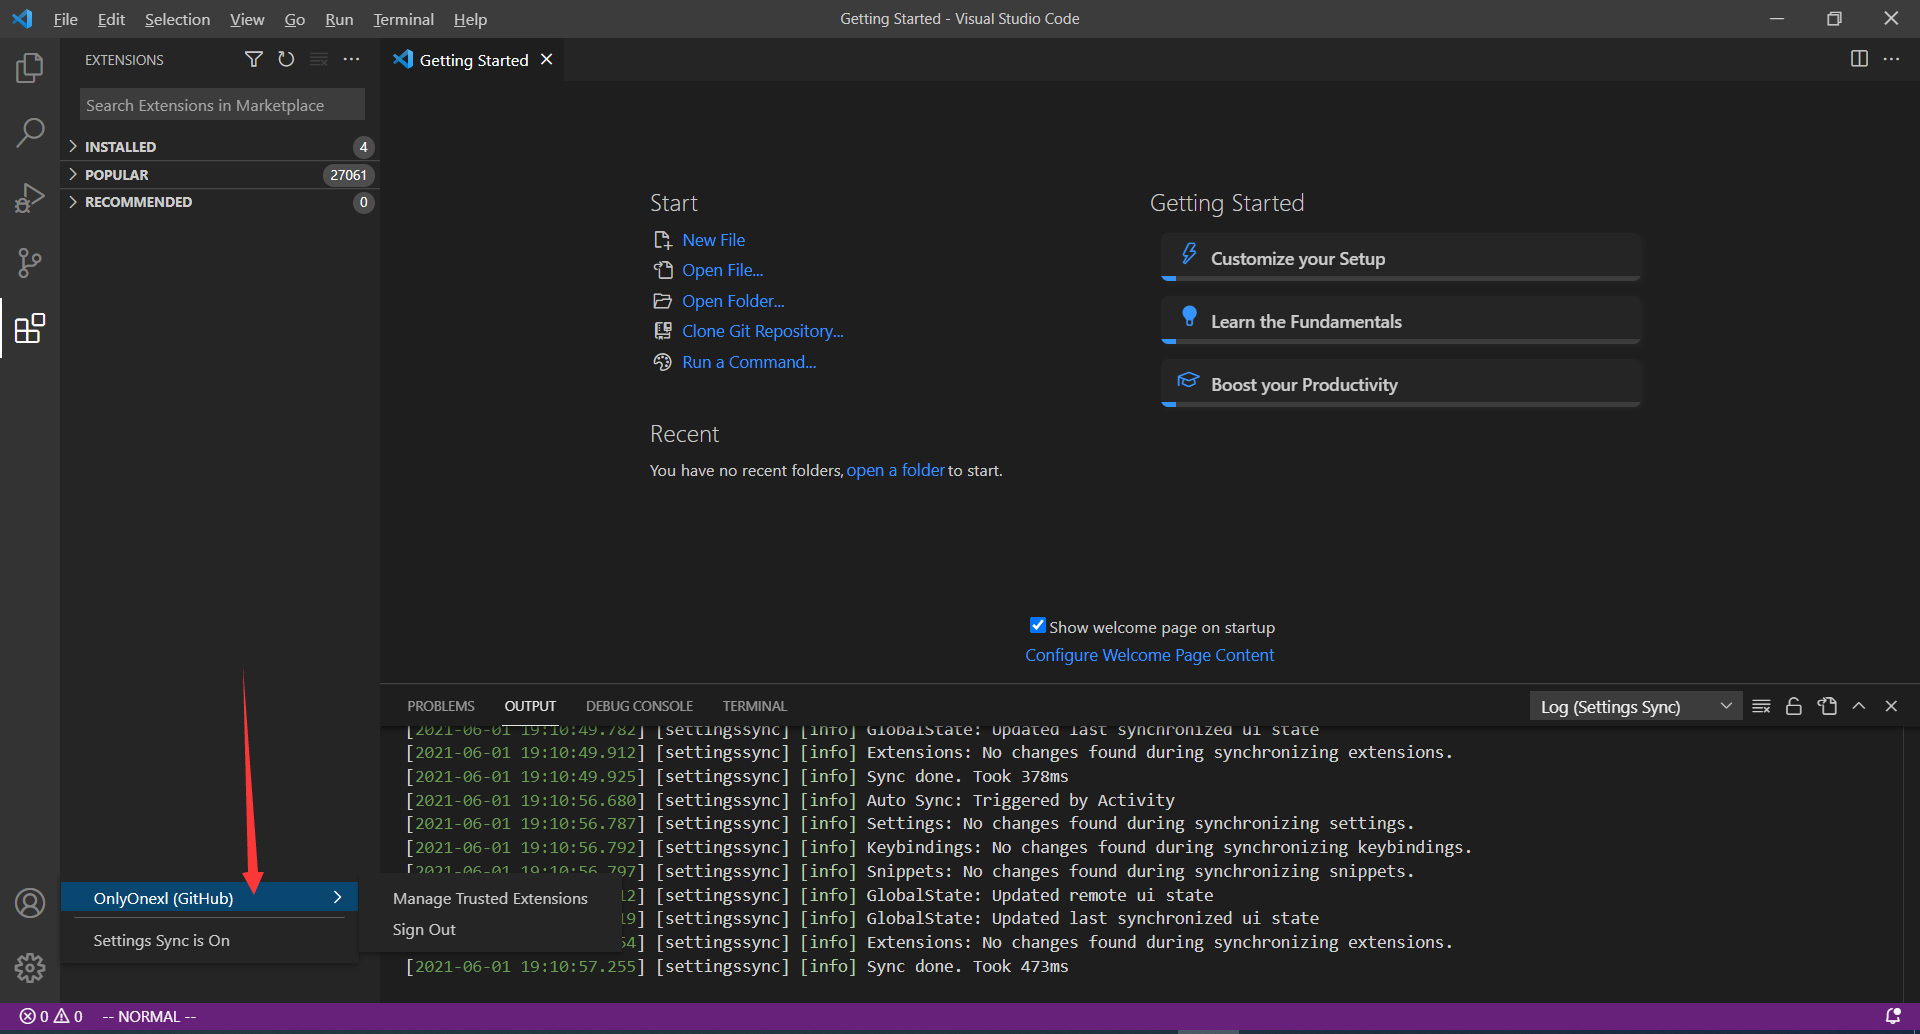 File Edit Selection View Go Run Terminal Help
Getting Started - Visual Studio Code
EXTENSIONS
Search Extensions in Marketplace
INSTALLED 4
POPULAR 27061
RECOMMENDED 0
Getting Started
Start
New File
Open File...
Open Folder...
Clone Git Repository...
Run a Command...
Recent
You have no recent folders, open a folder to start.
Getting Started
Customize your Setup
Learn the Fundamentals
Boost your Productivity
Show welcome page on startup
Configure Welcome Page Content
PROBLEMS OUTPUT DEBUG CONSOLE TERMINAL
Log (Settings Sync)
[2021-06-01 19:10:49.782] [settingssync] [info] GlobalState: Updated last synchronized ui state
[2021-06-01 19:10:49.912] [settingssync] [info] Extensions: No changes found during synchronizing extensions.
[2021-06-01 19:10:49.925] [settingssync] [info] Sync done. Took 378ms
[2021-06-01 19:10:56.680] [settingssync] [info] Auto Sync: Triggered by Activity
[2021-06-01 19:10:56.787] [settingssync] [info] Settings: No changes found during synchronizing settings.
[2021-06-01 19:10:56.792] [settingssync] [info] Keybindings: No changes found during synchronizing keybindings.
[2021-06-01 19:10:56.797] [settingssync] [info] Snippets: No changes found during synchronizing snippets.
12] [settingssync] [info] GlobalState: Updated remote ui state
19] [settingssync] [info] GlobalState: Updated last synchronized ui state
54] [settingssync] [info] Extensions: No changes found during synchronizing extensions.
[2021-06-01 19:10:57.255] [settingssync] [info] Sync done. Took 473ms
OnlyOnexl (GitHub)
Settings Sync is On
Manage Trusted Extensions
Sign Out
0 0 -- NORMAL --